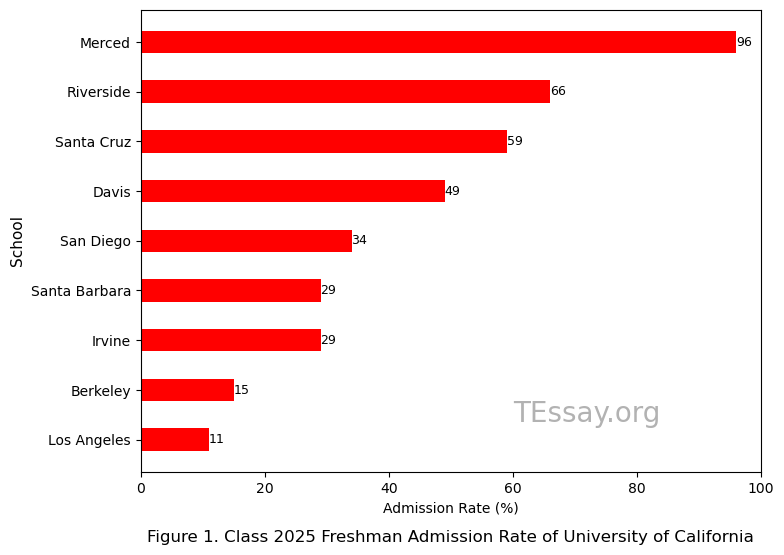 Merced 96
Riverside 66
Santa Cruz 59
Davis 49
San Diego 34
Santa Barbara 29
Irvine 29
Berkeley 15
Los Angeles 11
School
TEssay.org
0 20 40 60 80 100
Admission Rate (%)
Figure 1. Class 2025 Freshman Admission Rate of University of California